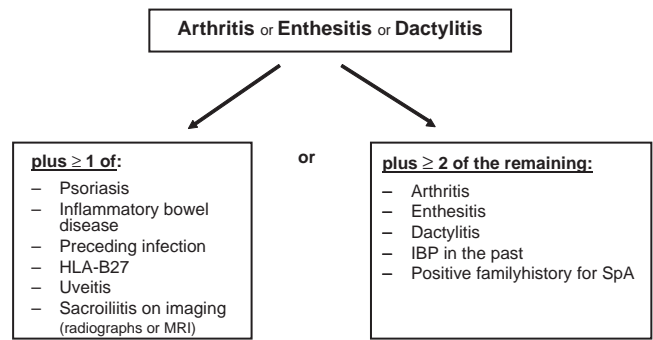 Arthritis or Enthesitis or Dactylitis
plus ≥ 1 of:
– Psoriasis
– Inflammatory bowel
disease
– Preceding infection
– HLA-B27
– Uveitis
– Sacroiliitis on imaging
(radiographs or MRI)
or
plus ≥ 2 of the remaining:
– Arthritis
– Enthesitis
– Dactylitis
– IBP in the past
– Positive familyhistory for SpA